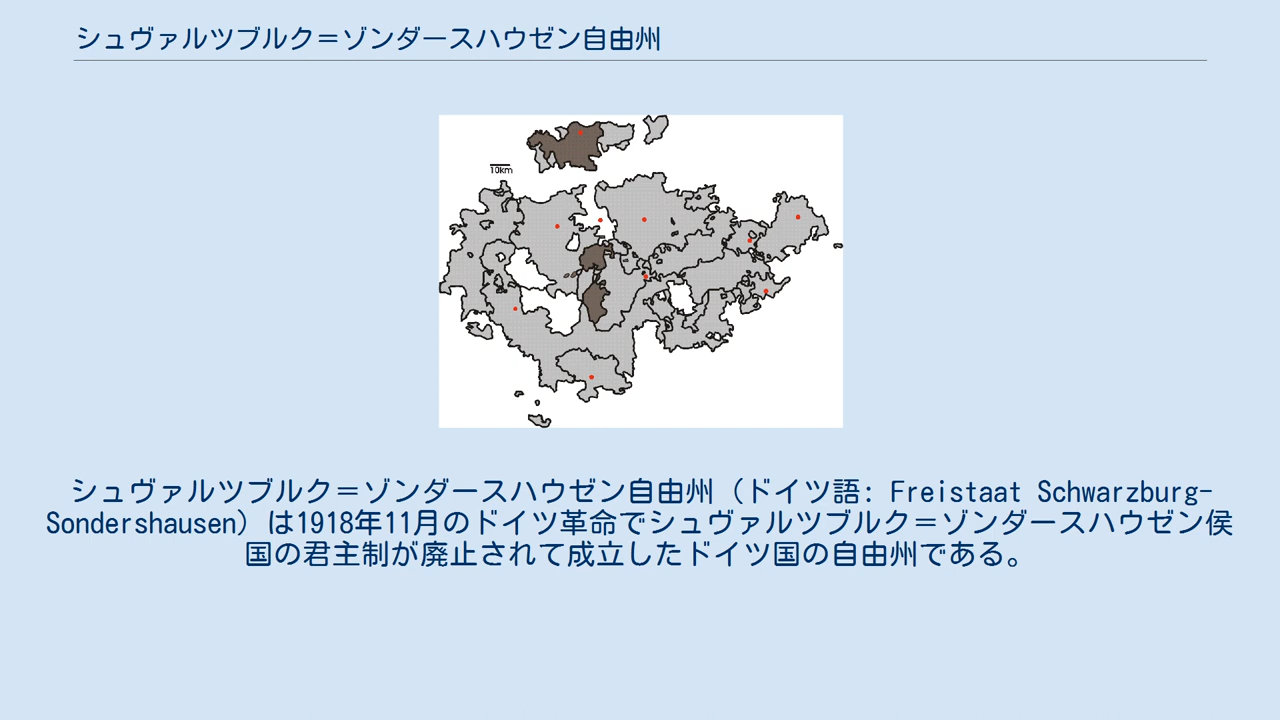 シュヴァルツブルク＝ゾンダースハウゼン自由州
10km
シュヴァルツブルク＝ゾンダースハウゼン自由州（ドイツ語: Freistaat Schwarzburg-
Sondershausen）は1918年11月のドイツ革命でシュヴァルツブルク＝ゾンダースハウゼン侯
国の君主制が廃止されて成立したドイツ国の自由州である。